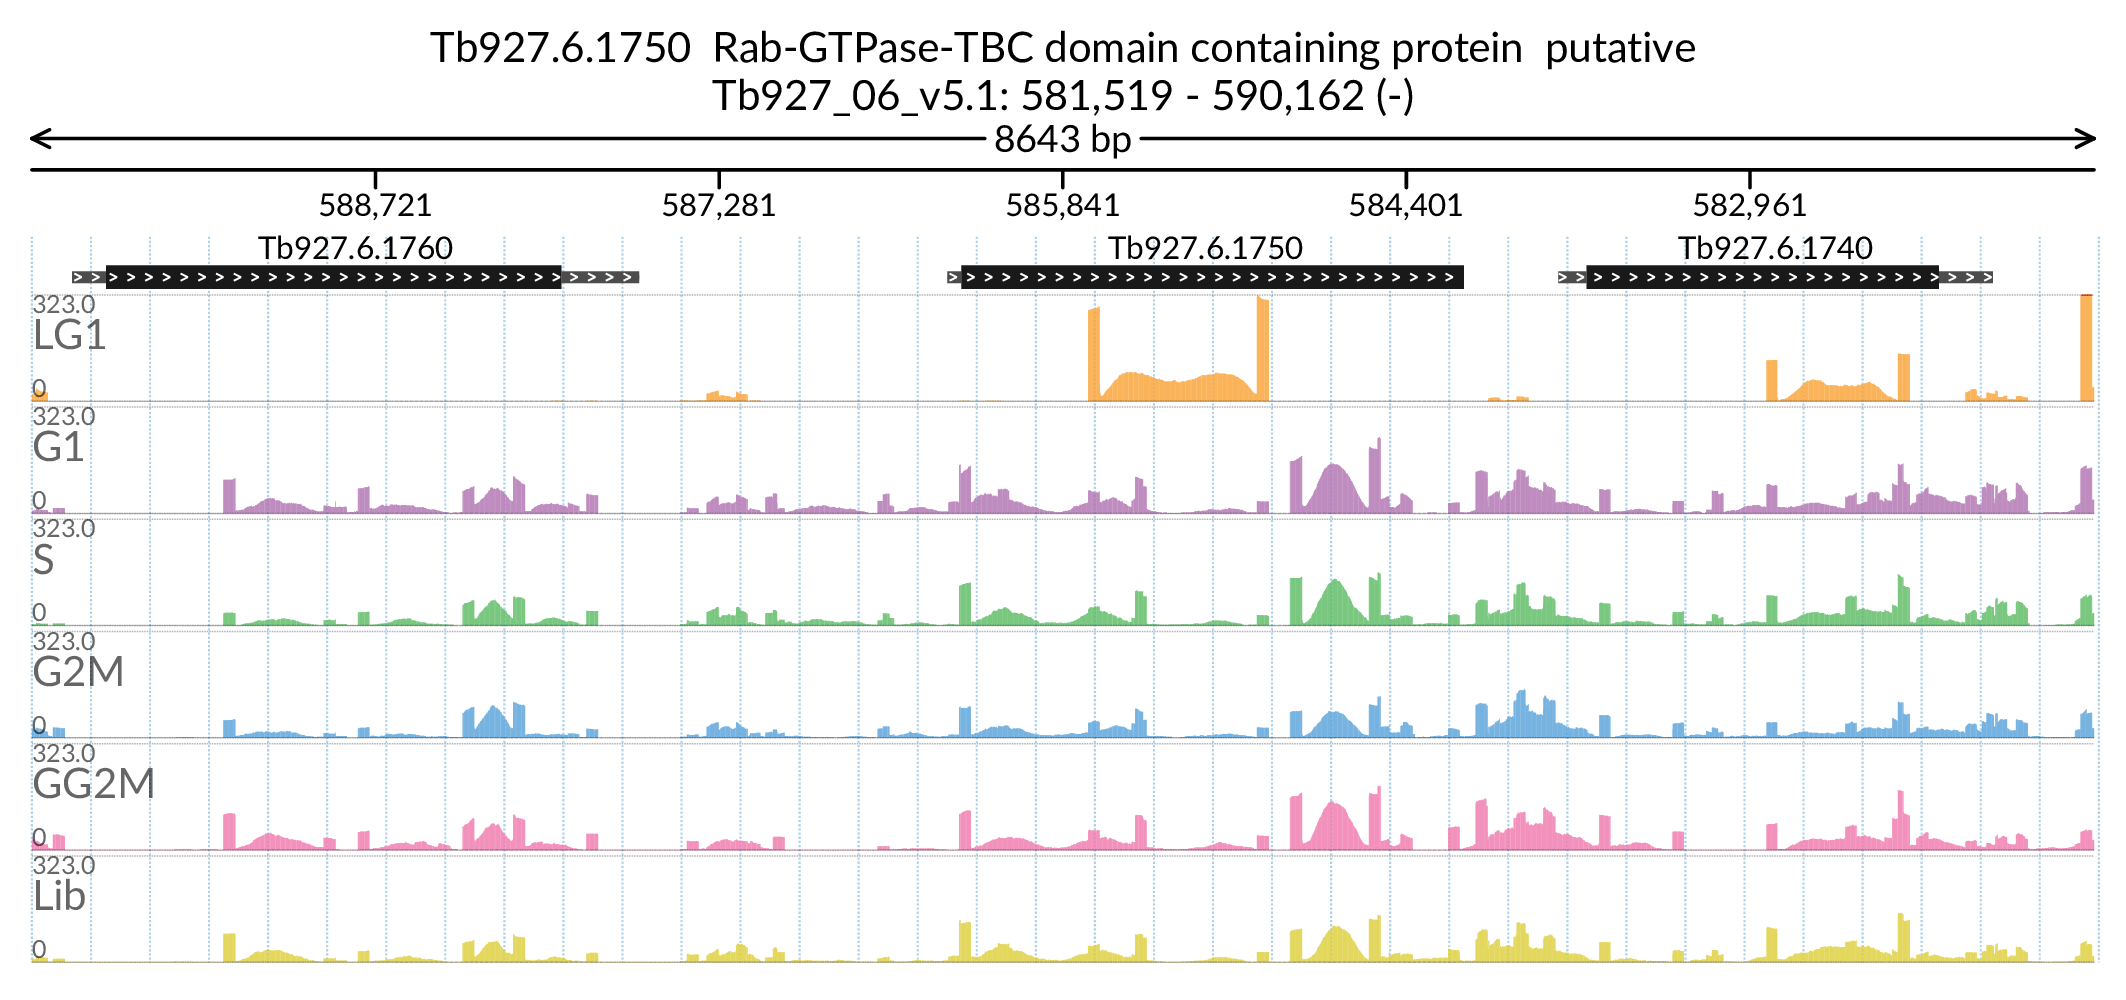 Tb927.6.1750 Rab-GTPase-TBC domain containing protein putative
Tb927_06_v5.1: 581,519 - 590,162 (-)
8643 bp
588,721 587,281 585,841 584,401 582,961
Tb927.6.1760 Tb927.6.1750 Tb927.6.1740
323.0
LG1
0
323.0
G1
0
323.0
S
0
323.0
G2M
0
323.0
GG2M
0
323.0
Lib
0